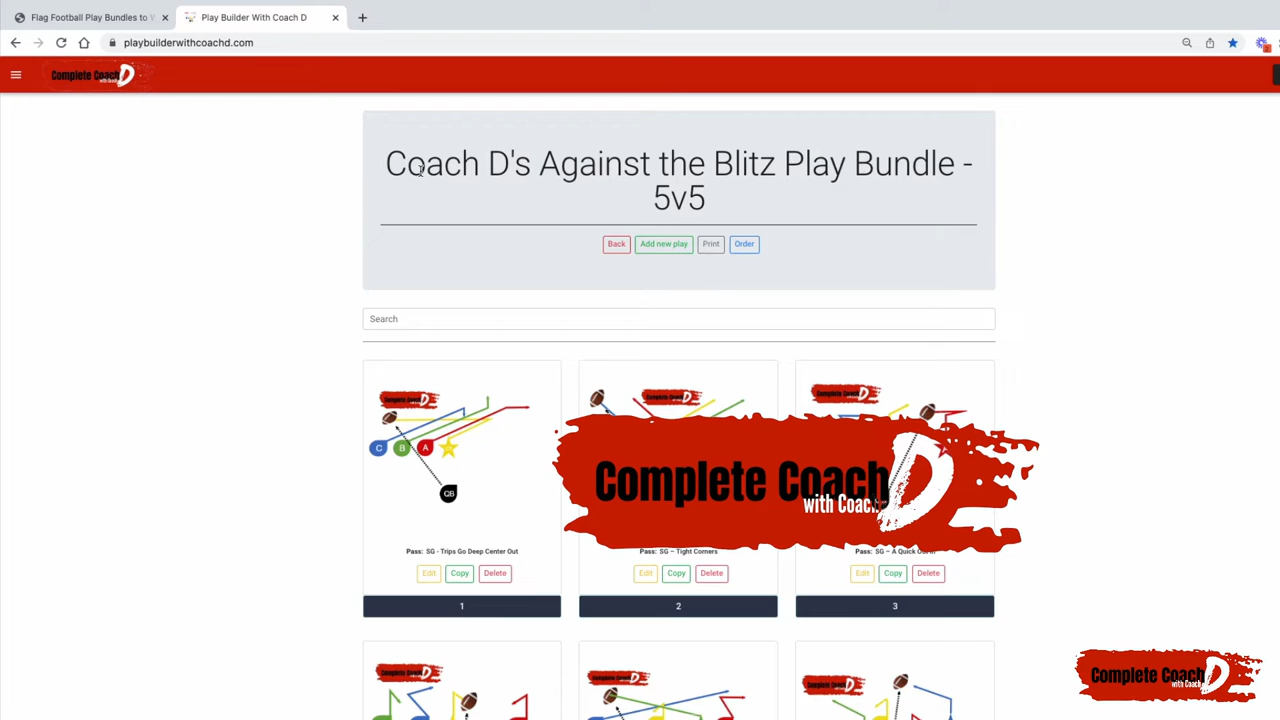 Flag Football Play Bundles to
Play Builder With Coach D
playbuilderwithcoachd.com
Complete Coach D
Coach D's Against the Blitz Play Bundle -
5v5
Back Add new play Print Order
Search
C B A
QB
Complete Coach D
with Coach
Pass: SG - Trips Go Deep Center Out
Pass: SG – Tight Corners
Pass: SG – A Quick Out
Edit Copy Delete
Edit Copy Delete
Edit Copy Delete
1
2
3
Complete Coach D
with Coach